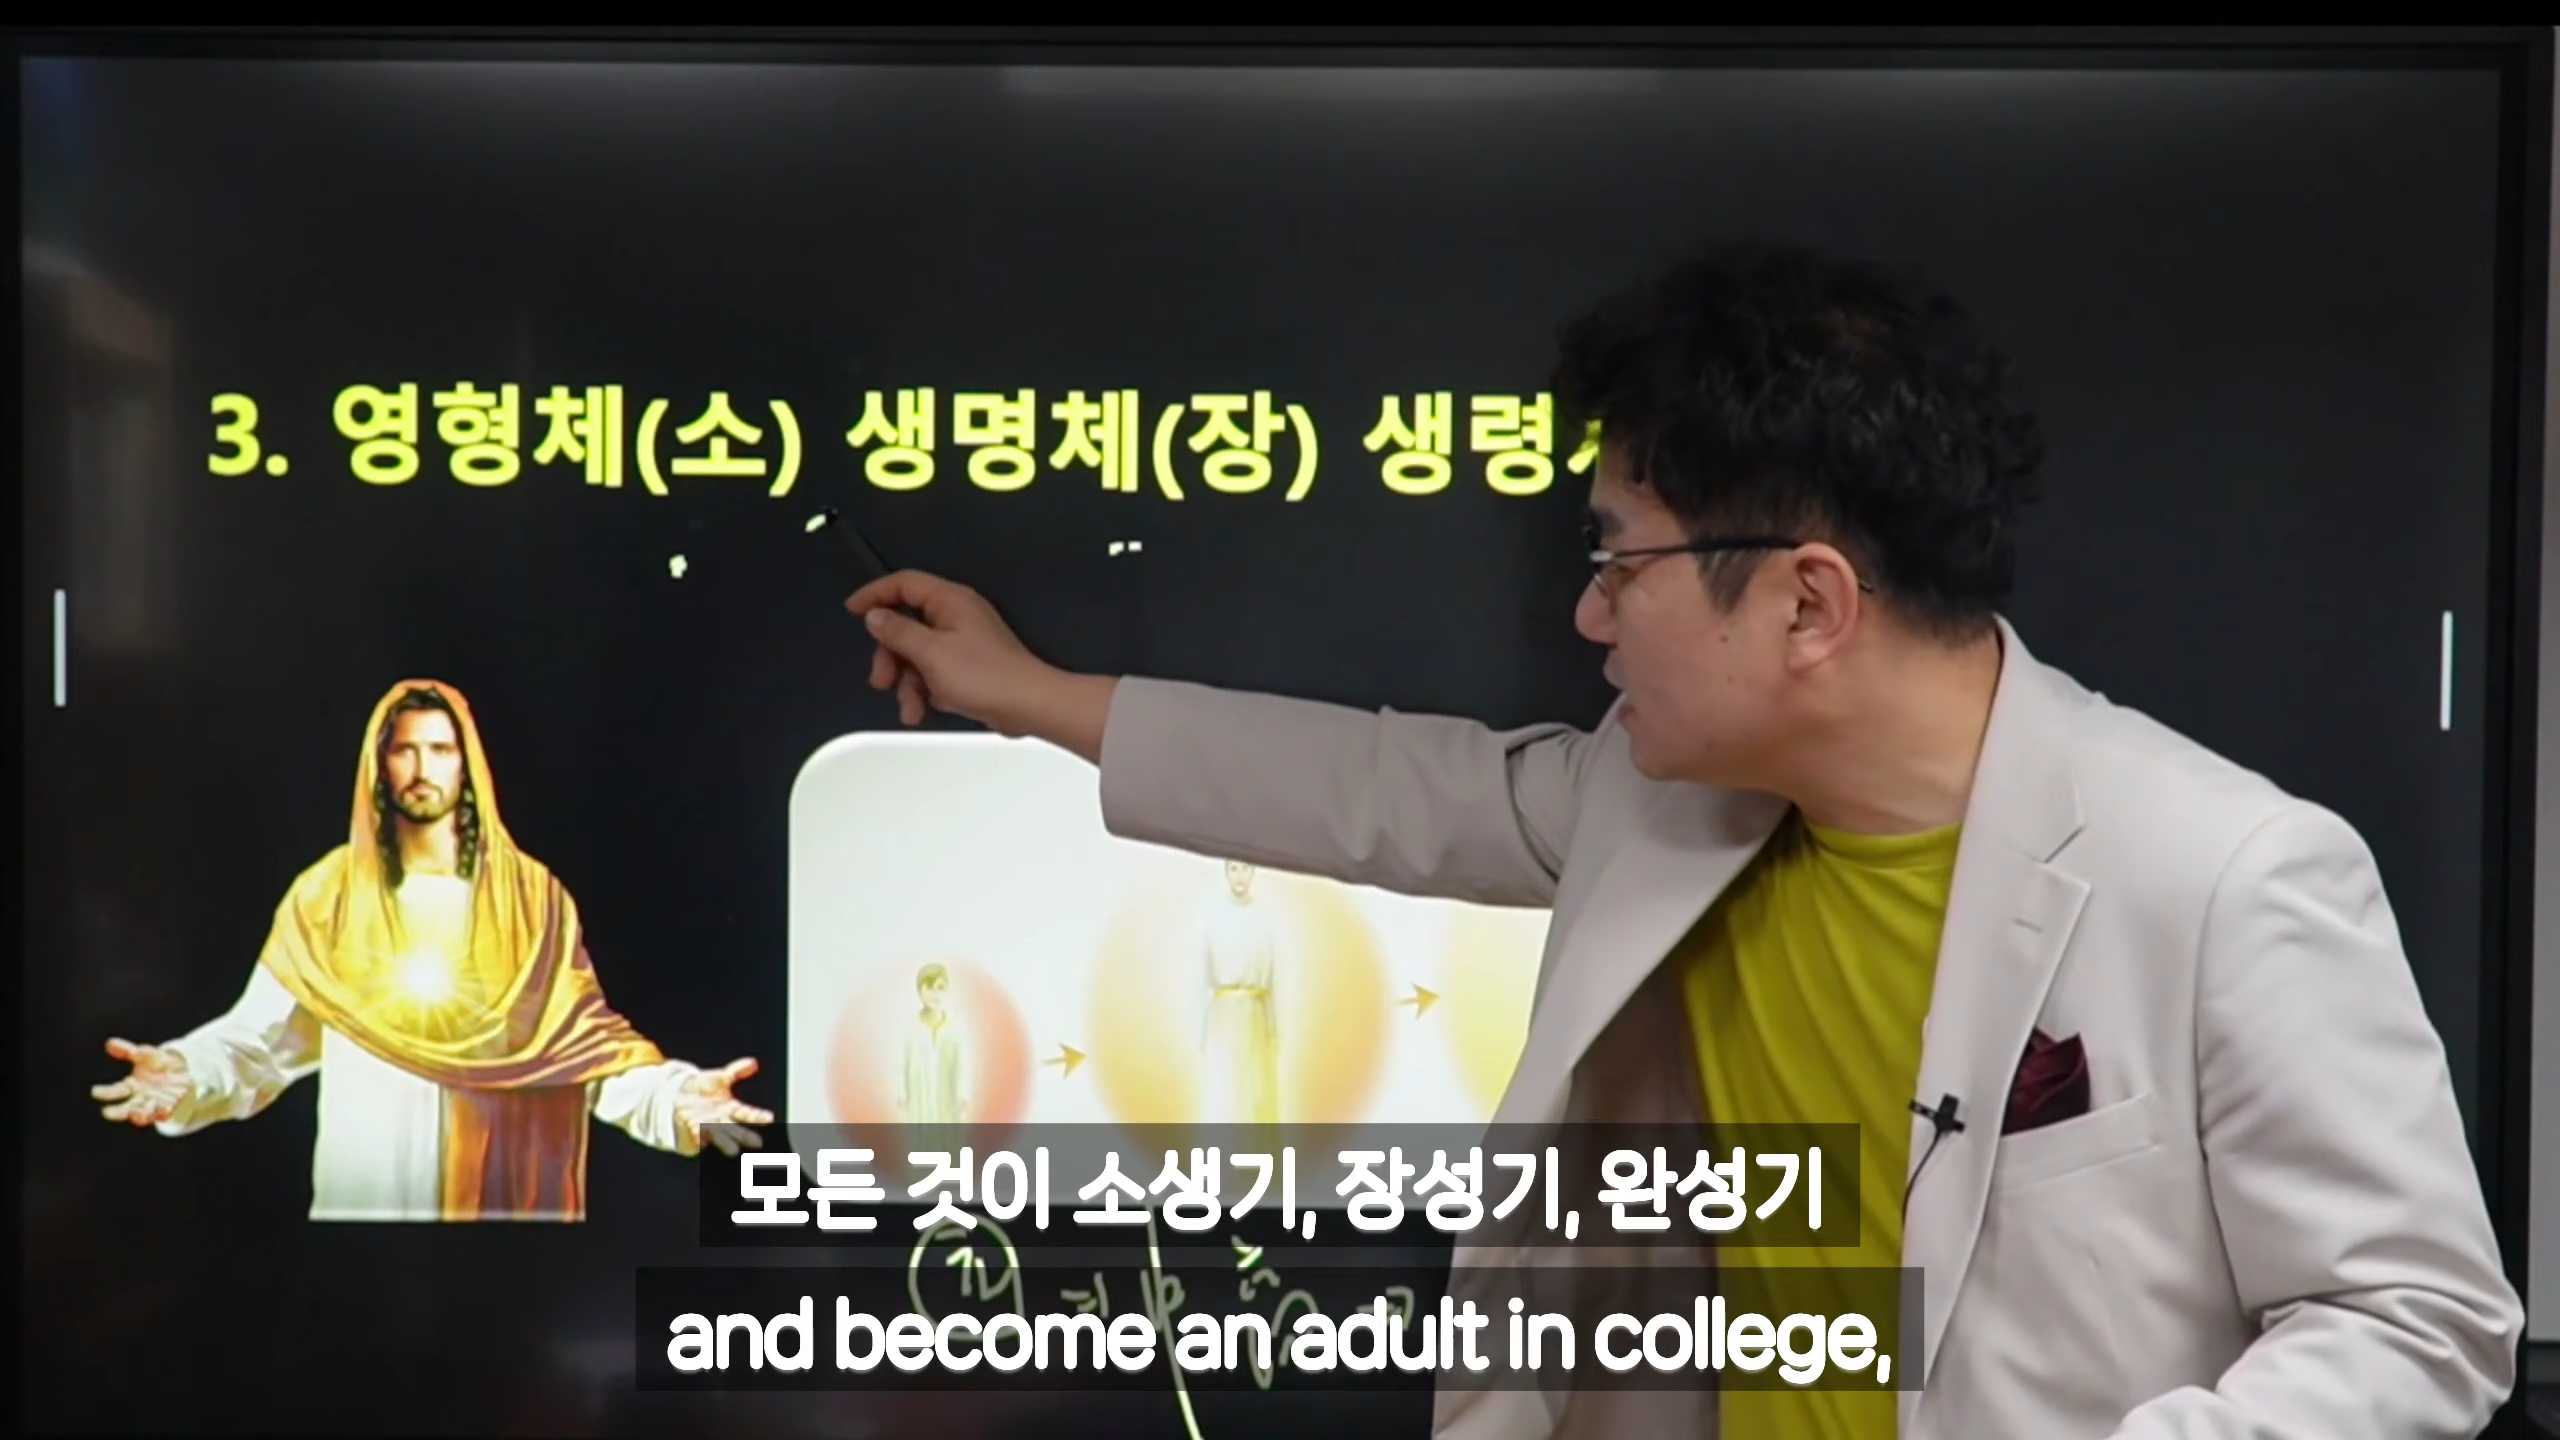 3. 영형체(소) 생명체(장) 생령
모든 것이 소생기, 장성기, 완성기
and become an adult in college,